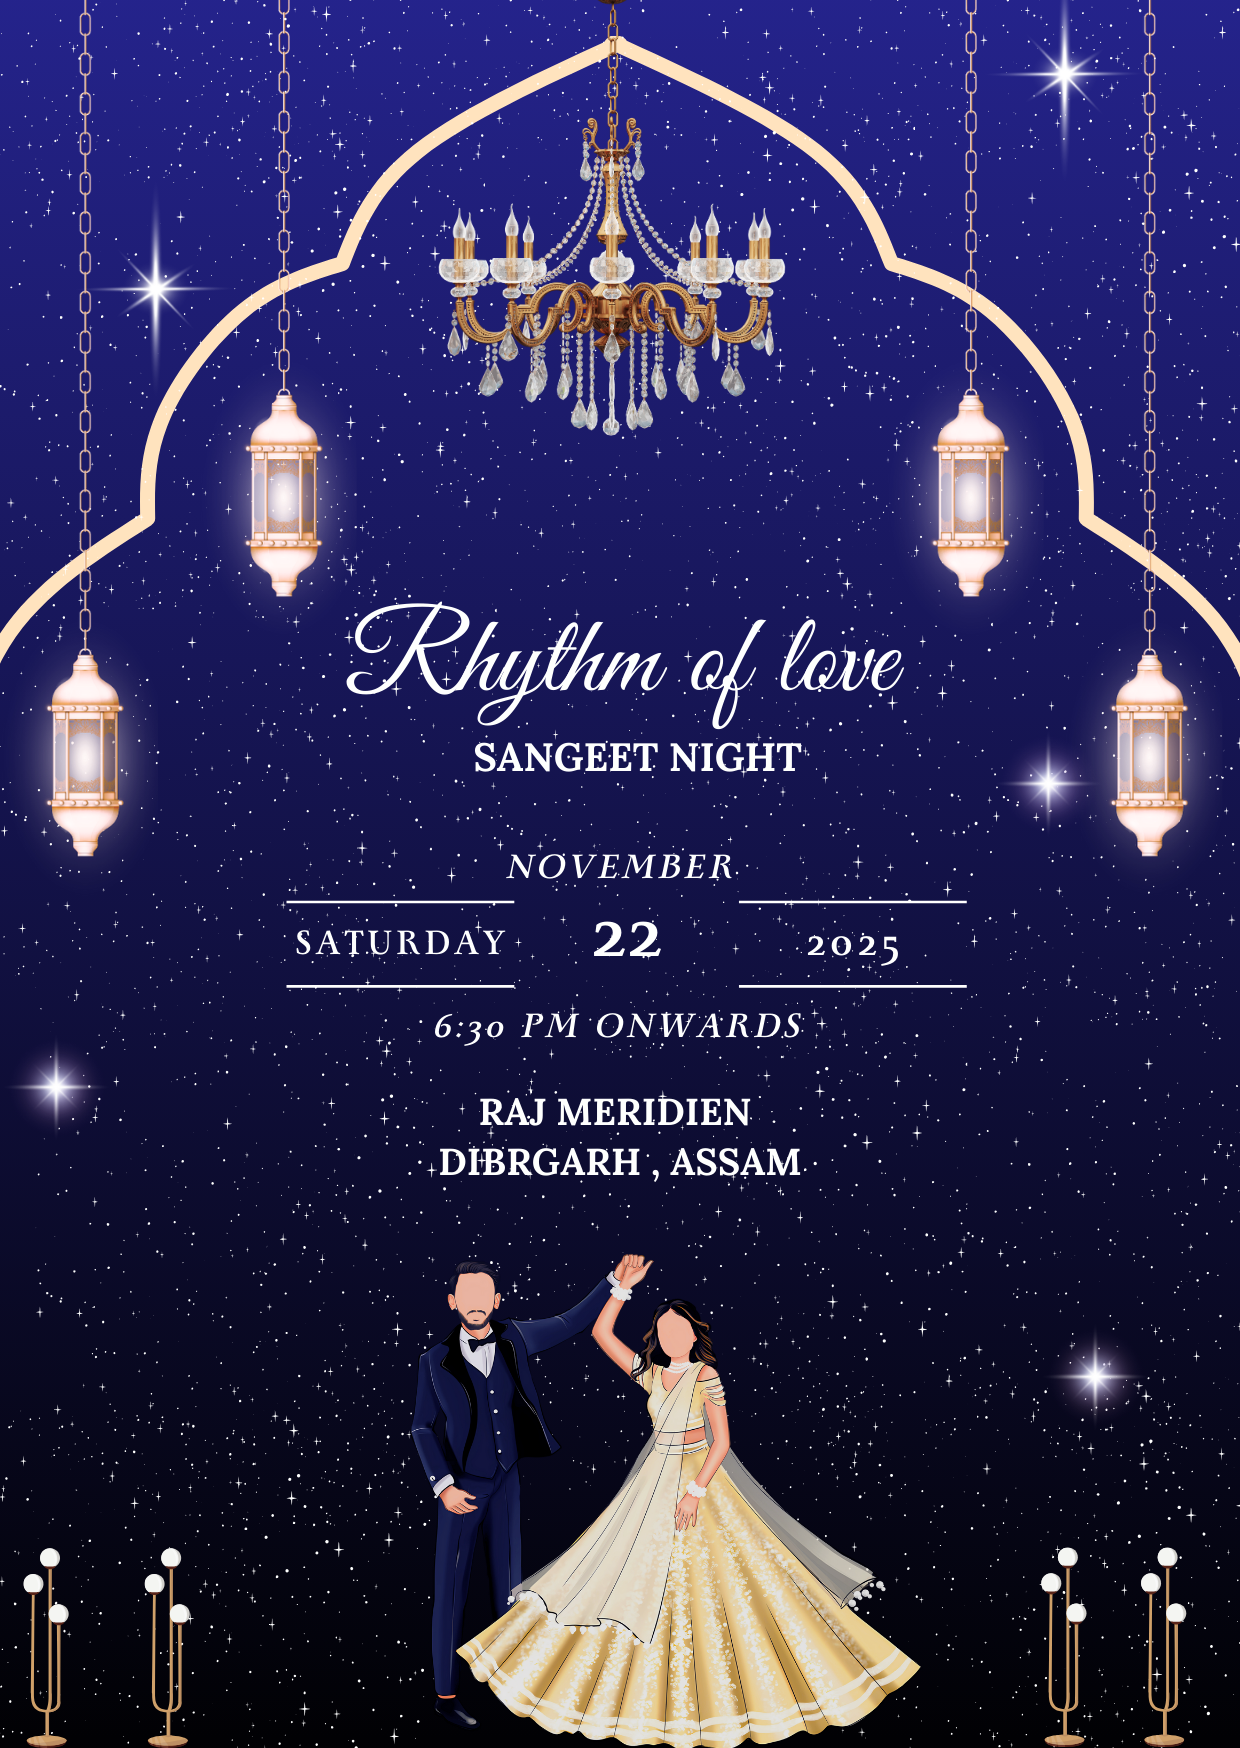 Rhythm of love
SANGEET NIGHT
NOVEMBER
SATURDAY 22 2025
6:30 PM ONWARDS
RAJ MERIDIEN
DIBRGARH , ASSAM